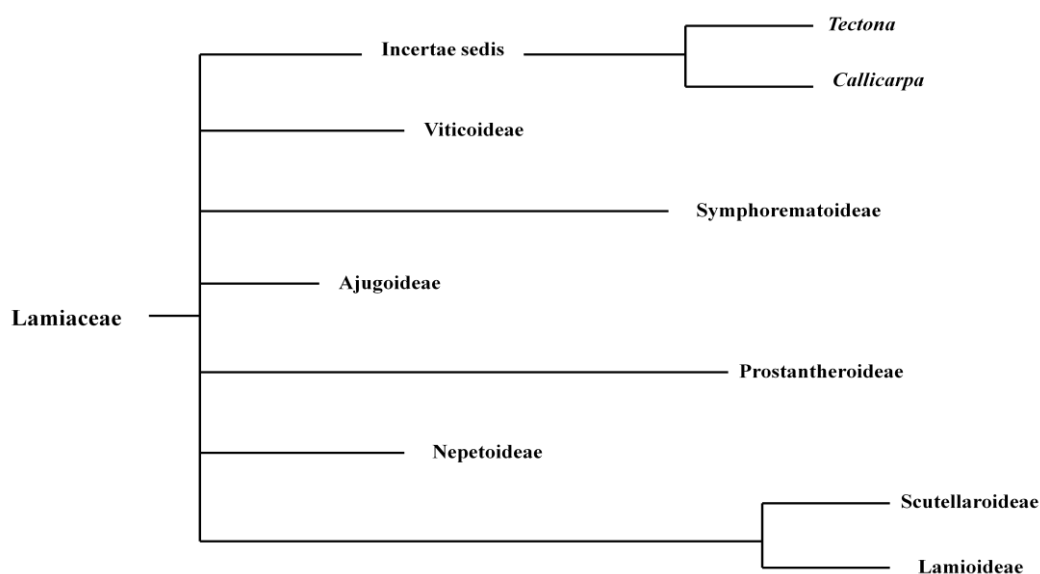 Tectona
Incertae sedis
Callicarpa
Viticoideae
Symphorematoideae
Ajugoideae
Lamiaceae
Prostantheroideae
Nepetoideae
Scutellaroideae
Lamioideae